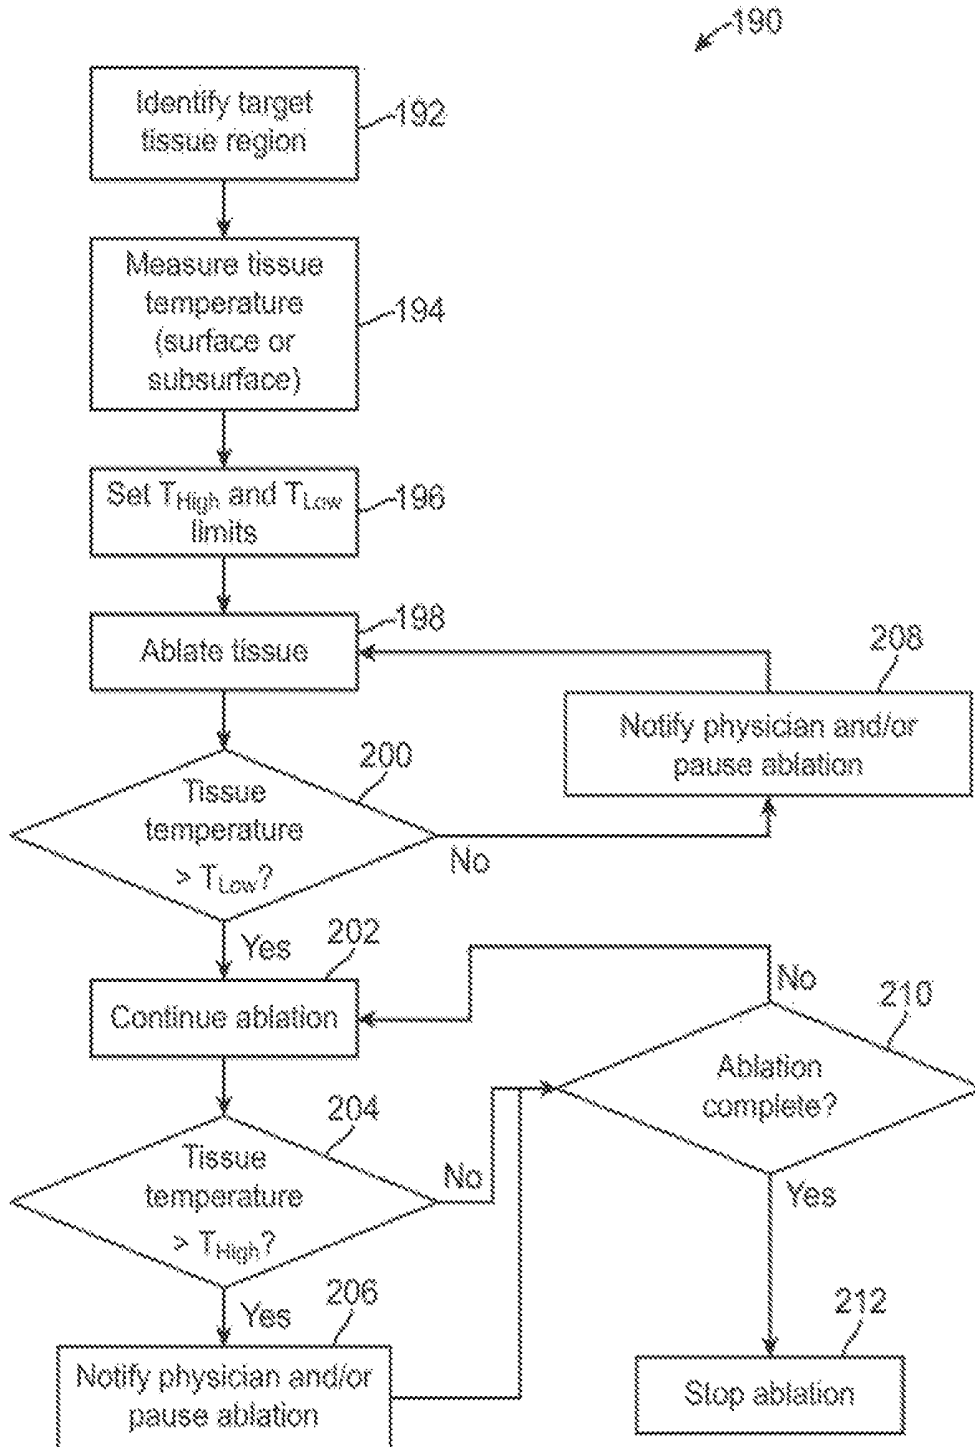 190
Identify target
tissue region
192
Measure tissue
temperature
(surface or
subsurface)
194
Set THigh and TLow
limits
196
Ablate tissue
198
208
Notify physician and/or
pause ablation
200
Tissue
temperature
> TLow?
No
Yes
202
Continue ablation
No
210
Ablation
complete?
204
Tissue
temperature
> THigh?
No
Yes
Yes
206
Notify physician and/or
pause ablation
212
Stop ablation